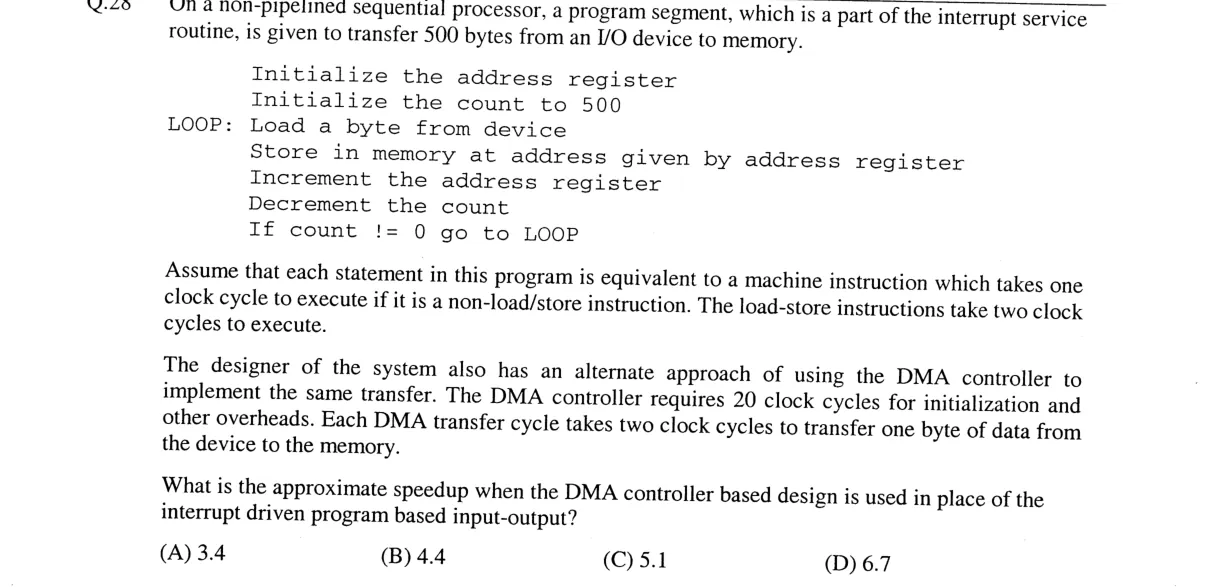 Q.28 On a non-pipelined sequential processor, a program segment, which is a part of the interrupt service
routine, is given to transfer 500 bytes from an I/O device to memory.
Initialize the address register
Initialize the count to 500
LOOP: Load a byte from device
Store in memory at address given by address register
Increment the address register
Decrement the count
If count != 0 go to LOOP
Assume that each statement in this program is equivalent to a machine instruction which takes one
clock cycle to execute if it is a non-load/store instruction. The load-store instructions take two clock
cycles to execute.
The designer of the system also has an alternate approach of using the DMA controller to
implement the same transfer. The DMA controller requires 20 clock cycles for initialization and
other overheads. Each DMA transfer cycle takes two clock cycles to transfer one byte of data from
the device to the memory.
What is the approximate speedup when the DMA controller based design is used in place of the
interrupt driven program based input-output?
(A) 3.4 (B) 4.4 (C) 5.1 (D) 6.7